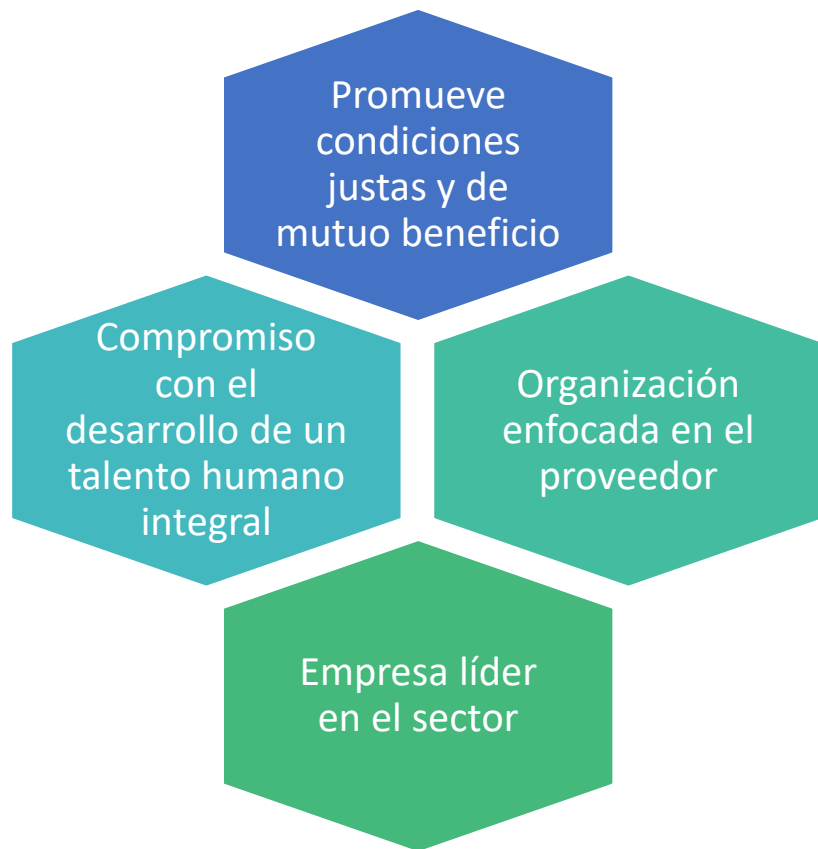 Promueve
condiciones
justas y de
mutuo beneficio
Compromiso
con el
desarrollo de un
talento humano
integral
Organización
enfocada en el
proveedor
Empresa líder
en el sector